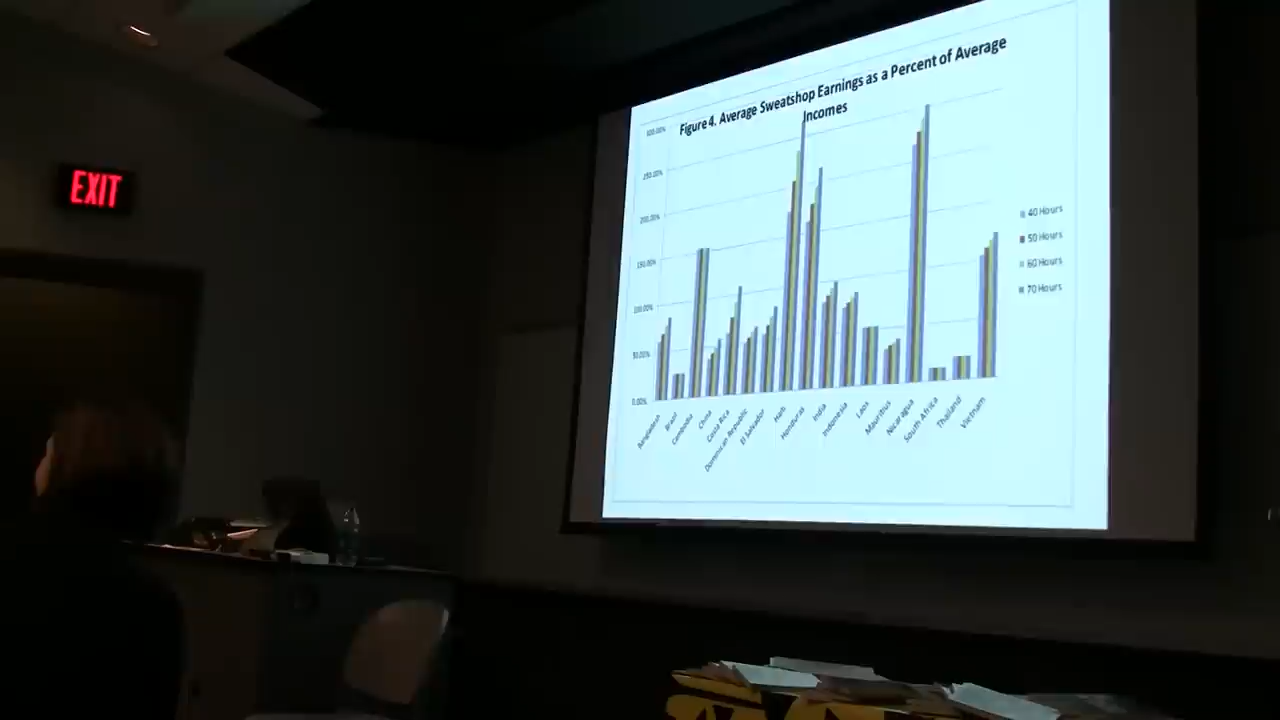 EXIT
Figure 4. Average Sweatshop Earnings as a Percent of Average
Incomes
300.00%
250.00%
200.00%
150.00%
100.00%
50.00%
0.00%
40 Hours
50 Hours
60 Hours
70 Hours
Bangladesh
Brazil
Cambodia
China
Costa Rica
Dominican Republic
El Salvador
Haiti
Honduras
India
Indonesia
Laos
Mauritius
Nicaragua
South Africa
Thailand
Vietnam